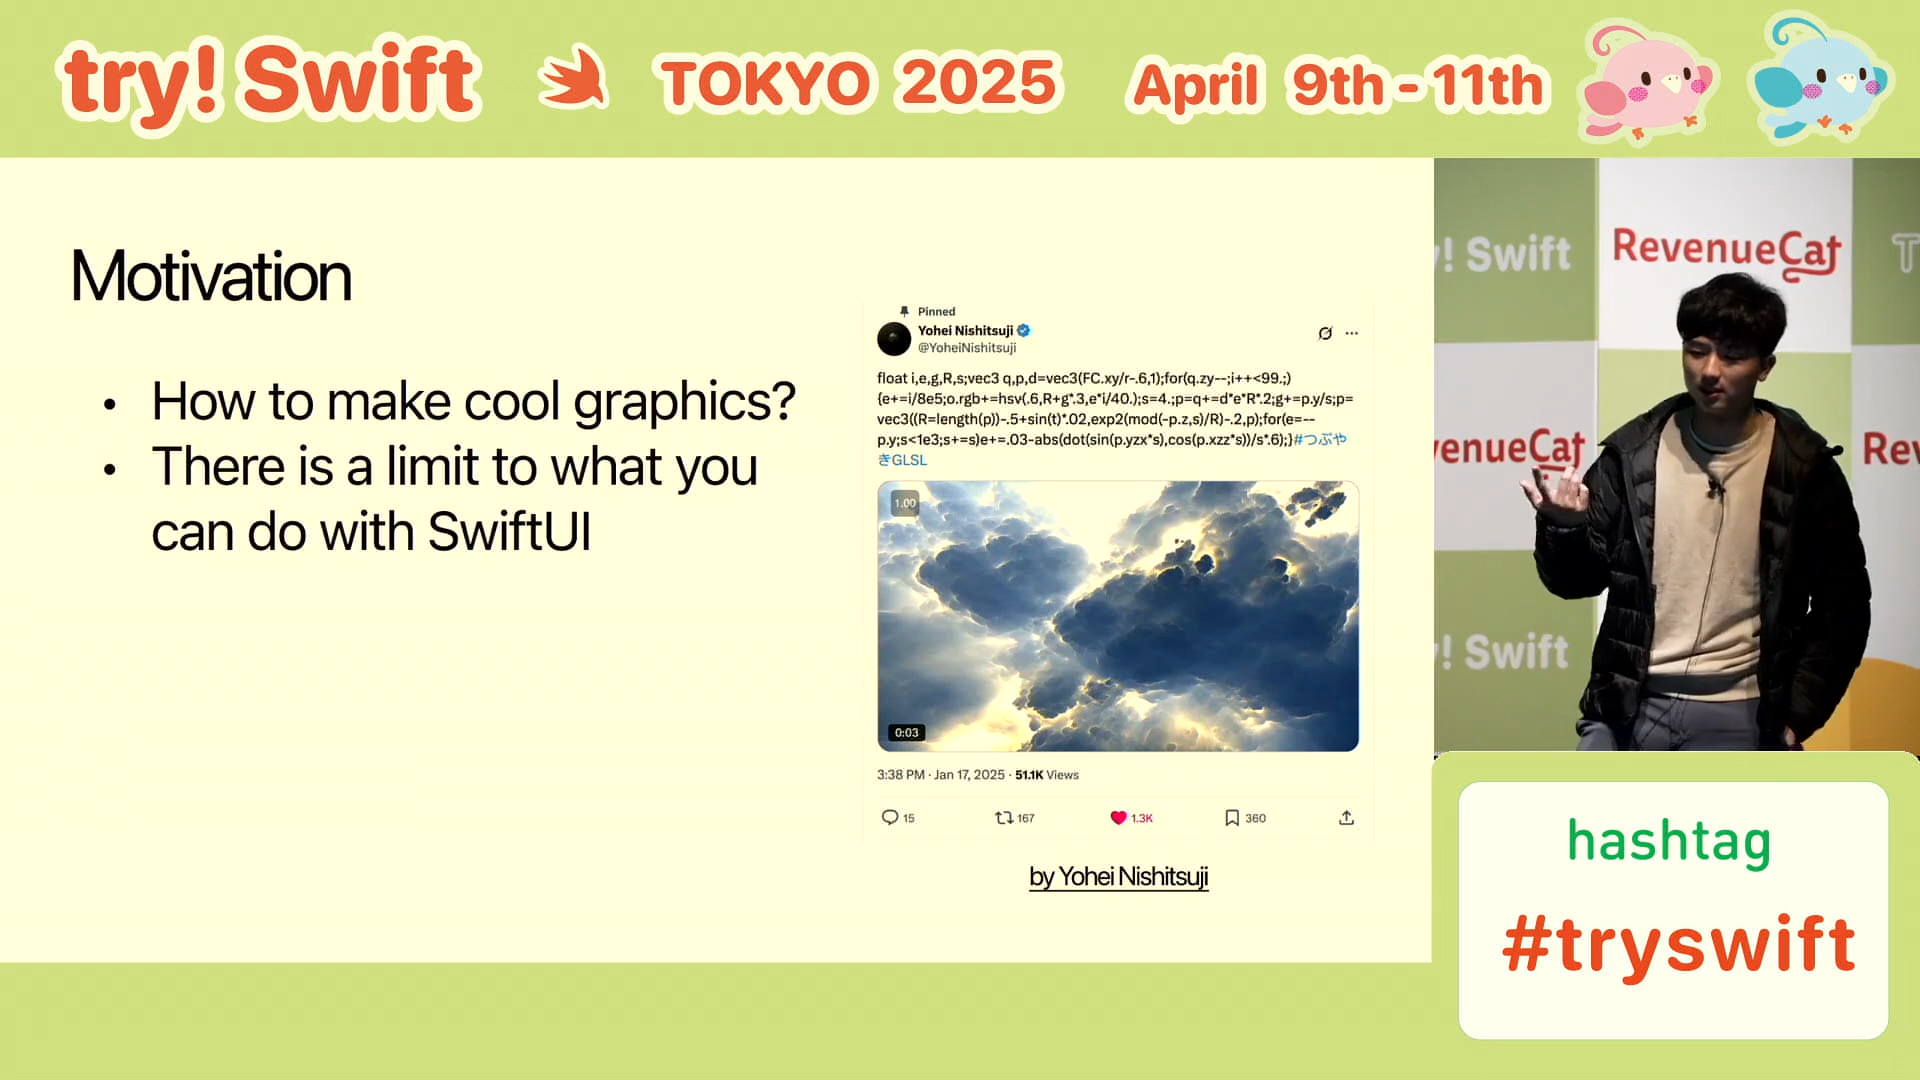 try! Swift TOKYO 2025 April 9th-11th
Motivation
• How to make cool graphics?
• There is a limit to what you
can do with SwiftUI
Pinned
Yohei Nishitsuji
@YoheiNishitsuji
float i,e,g,R,s;vec3 q,p,d=vec3(FC.xy/r-.6,1);for(q.zy--;i++<99.;)
{e+=i/8e5;o.rgb+=hsv(.6,R+g*.3,e*i/40.);s=4.;p=q+=d*e*R*.2;g+=p.y/s;p=
vec3((R=length(p))-.5+sin(t)*.02,exp2(mod(-p.z,s)/R)-.2,p);for(e=--
p.y;s<1e3;s+=s)e+=.03-abs(dot(sin(p.yzx*s),cos(p.xzz*s))/s*.6);}#つぶや
きGLSL
1.00
0:03
3:38 PM · Jan 17, 2025 · 51.1K Views
15 167 1.3K 360
by Yohei Nishitsuji
! Swift
RevenueCat
T
enueCat
Rev
! Swift
hashtag
#tryswift